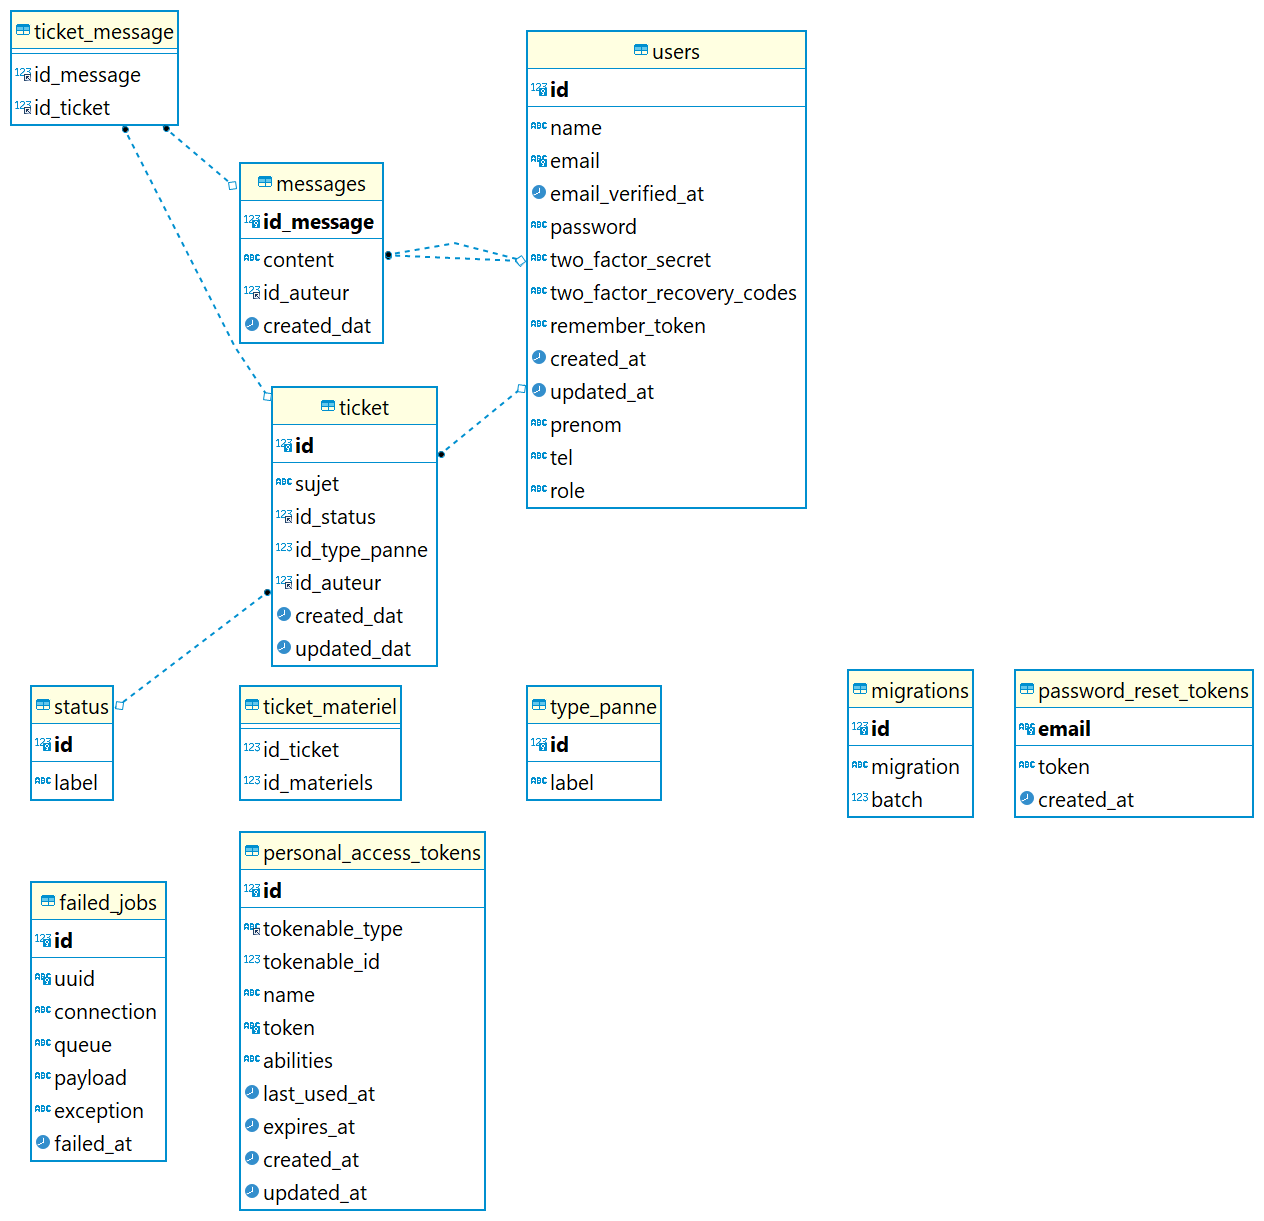 ticket_message
id_message
id_ticket
users
id
name
email
email_verified_at
password
two_factor_secret
two_factor_recovery_codes
remember_token
created_at
updated_at
prenom
tel
role
messages
id_message
content
id_auteur
created_dat
ticket
id
sujet
id_status
id_type_panne
id_auteur
created_dat
updated_dat
status
id
label
ticket_materiel
id_ticket
id_materiels
type_panne
id
label
migrations
id
migration
batch
password_reset_tokens
email
token
created_at
failed_jobs
id
uuid
connection
queue
payload
exception
failed_at
personal_access_tokens
id
tokenable_type
tokenable_id
name
token
abilities
last_used_at
expires_at
created_at
updated_at